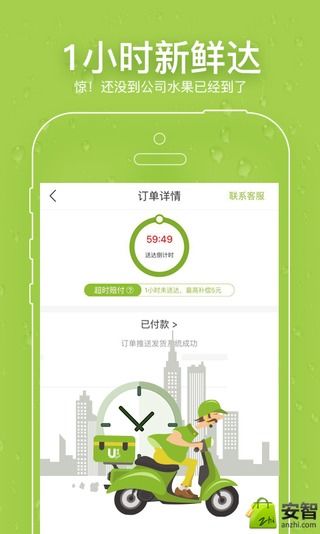 1小时新鲜达
惊！还没到公司水果已经到了
订单详情
联系客服
59:49
送达倒计时
超时赔付 ?
1小时未送达，最高补偿5元
已付款 >
订单推送发货系统成功
U
zhi
安智
anzhi.com